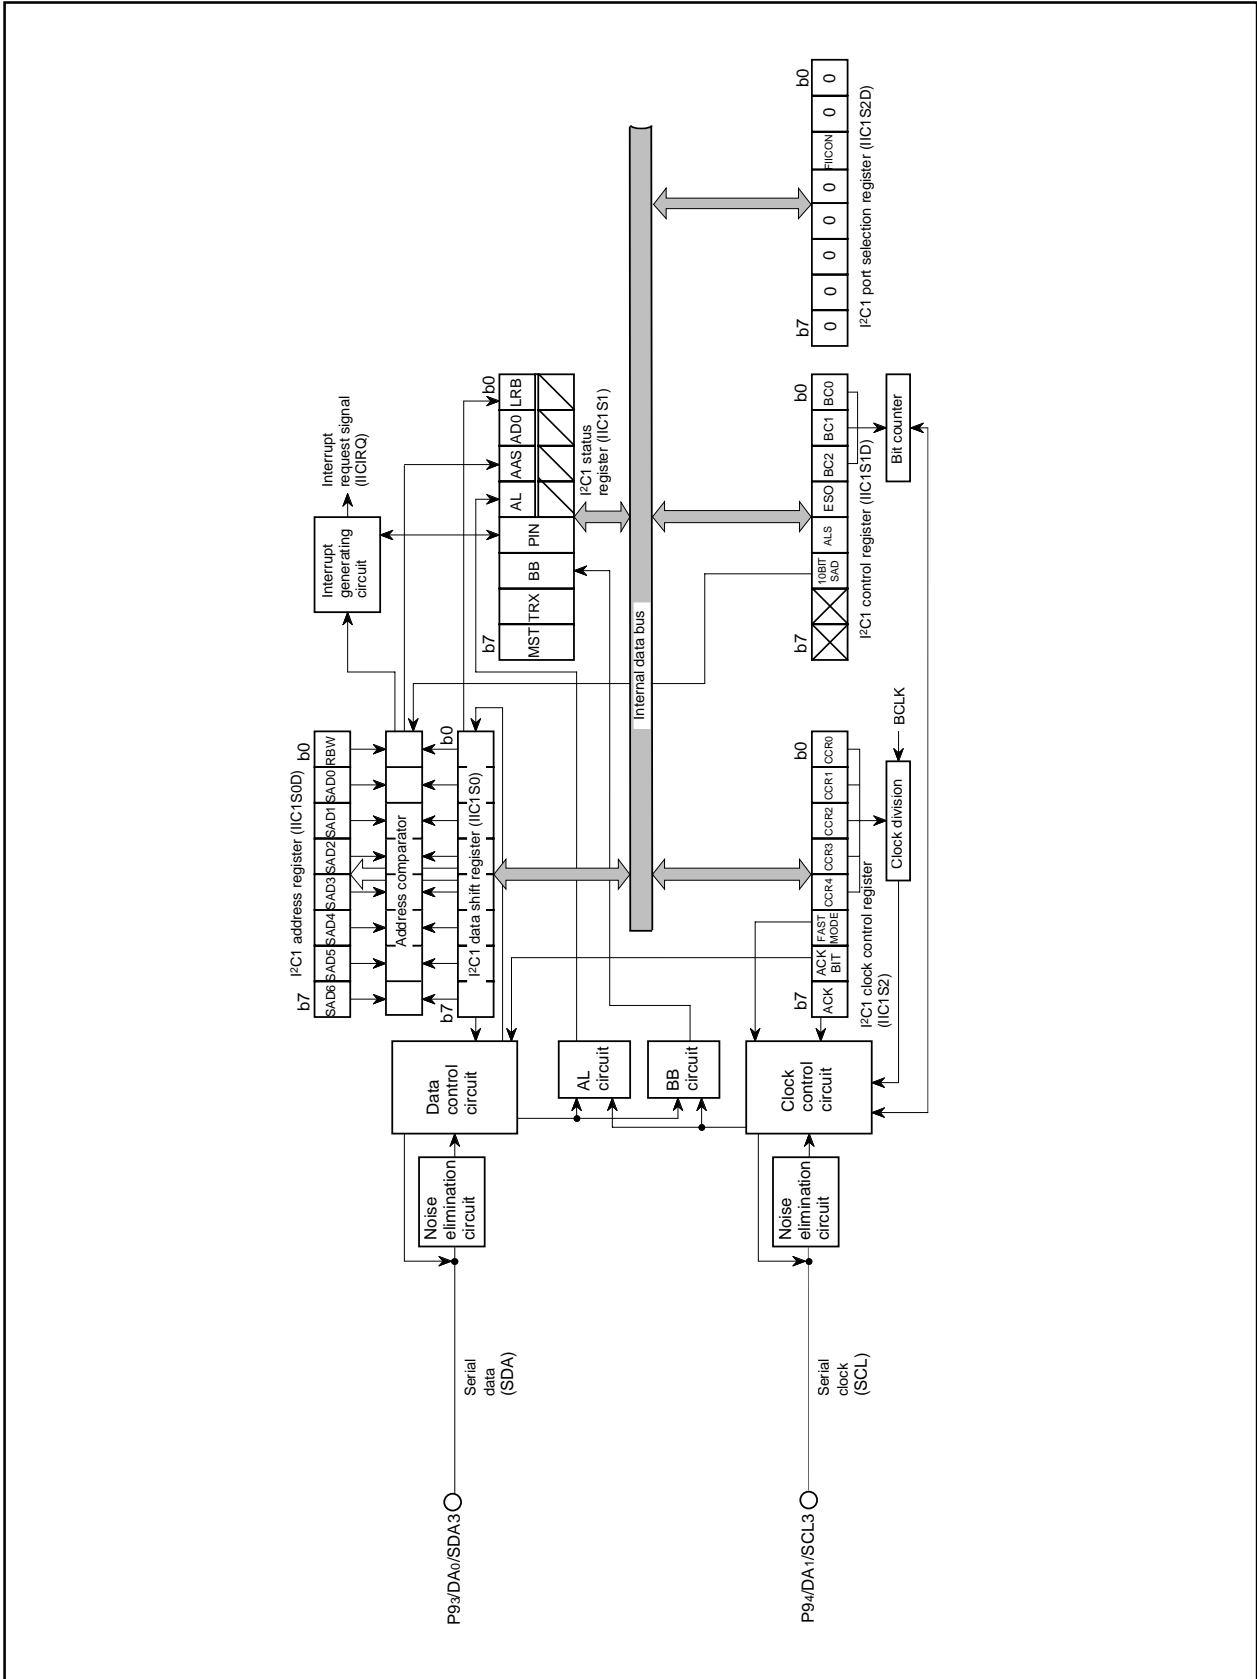 I²C1 address register (IIC1S0D)
b7
b0
SAD6
SAD5
SAD4
SAD3
SAD2
SAD1
SAD0
RBW
Address comparator
b7
I²C1 data shift register (IIC1S0)
b0
Interrupt
generating
circuit
Interrupt
request signal
(IICIRQ)
b7
b0
MST
TRX
BB
PIN
AL
AAS
AD0
LRB
I²C1 status
register (IIC1S1)
Data
control
circuit
Noise
elimination
circuit
Serial
data
(SDA)
P93/DA0/SDA3
AL
circuit
BB
circuit
Internal data bus
Clock
control
circuit
Noise
elimination
circuit
Serial
clock
(SCL)
P94/DA1/SCL3
b7
b0
ACK
ACK
BIT
FAST
MODE
CCR4
CCR3
CCR2
CCR1
CCR0
I²C1 clock control register
(IIC1S2)
Clock division
BCLK
b7
b0
10BIT
SAD
ALS
ESO
BC2
BC1
BC0
I²C1 control register (IIC1S1D)
Bit counter
b7
b0
0
0
0
0
0
FIICON
0
0
I²C1 port selection register (IIC1S2D)